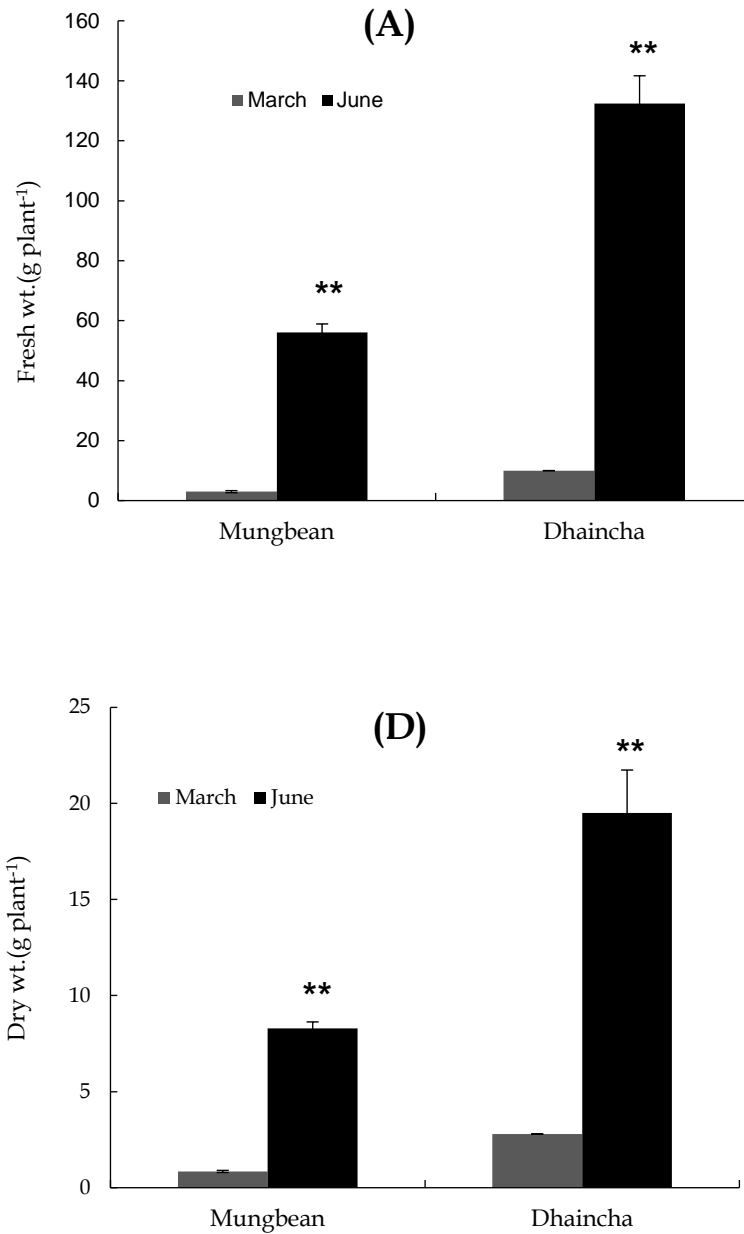 (A)
160
140
120
100
80
60
40
20
0
Fresh wt.(g plant⁻¹)
March June
**
**
Mungbean Dhaincha
(D)
25
20
15
10
5
0
Dry wt.(g plant⁻¹)
March June
**
**
Mungbean Dhaincha